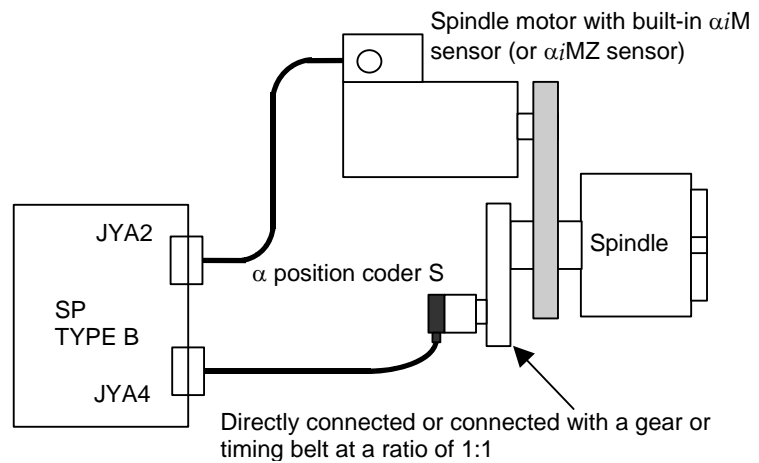 Spindle motor with built-in αiM
sensor (or αiMZ sensor)
JYA2
Spindle
α position coder S
SP
TYPE B
JYA4
Directly connected or connected with a gear or
timing belt at a ratio of 1:1